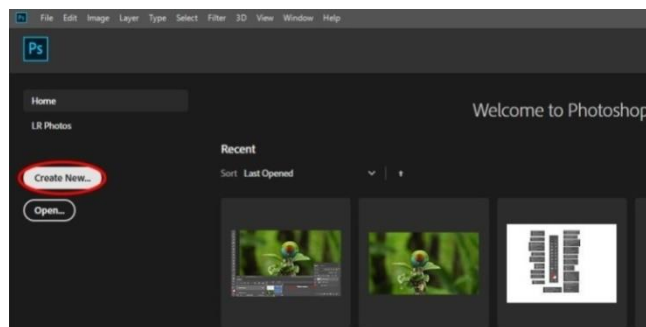 Ps File Edit Image Layer Type Select Filter 3D View Window Help
Ps
Home
LR Photos
Welcome to Photoshop
Recent
Sort Last Opened
Create New...
Open...